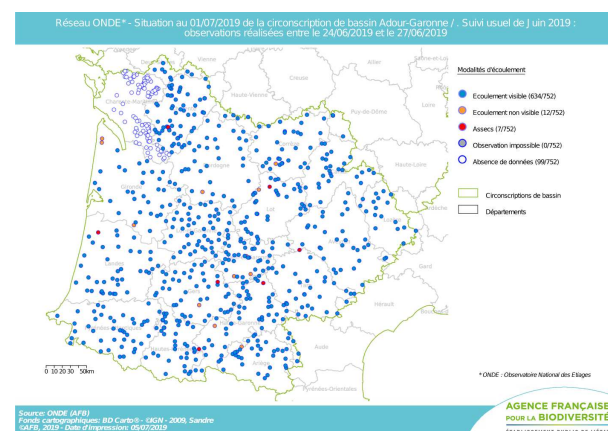 Réseau ONDE* - Situation au 01/07/2019 de la circonscription de bassin Adour-Garonne / . Suivi usuel de Juin 2019 :
observations réalisées entre le 24/06/2019 et le 27/06/2019
Modalités d'écoulement
Ecoulement visible (634/752)
Ecoulement non visible (12/752)
Assecs (7/752)
Observation impossible (0/752)
Absence de données (99/752)
Circonscriptions de bassin
Départements
Vienne
Creuse
Allier
Haute-Vienne
Puy-de-Dôme
Loire
Haute-Loire
Lot
Gard
Hérault
Aude
Ariège
Pyrénées-Orientales
0 10 20 30 50km
* ONDE : Observatoire National des Etiages
Source: ONDE (AFB)
Fonds cartographiques: BD Carto® - ©IGN - 2009, Sandre
©AFB, 2019 - Date d'impression: 05/07/2019
AGENCE FRANÇAISE
POUR LA BIODIVERSITÉ